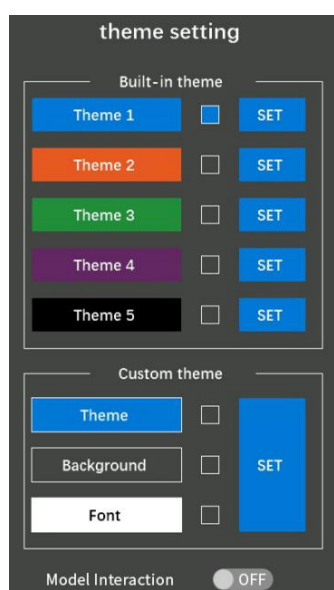 theme setting
Built-in theme
Theme 1 SET
Theme 2 SET
Theme 3 SET
Theme 4 SET
Theme 5 SET
Custom theme
Theme
Background SET
Font
Model Interaction OFF